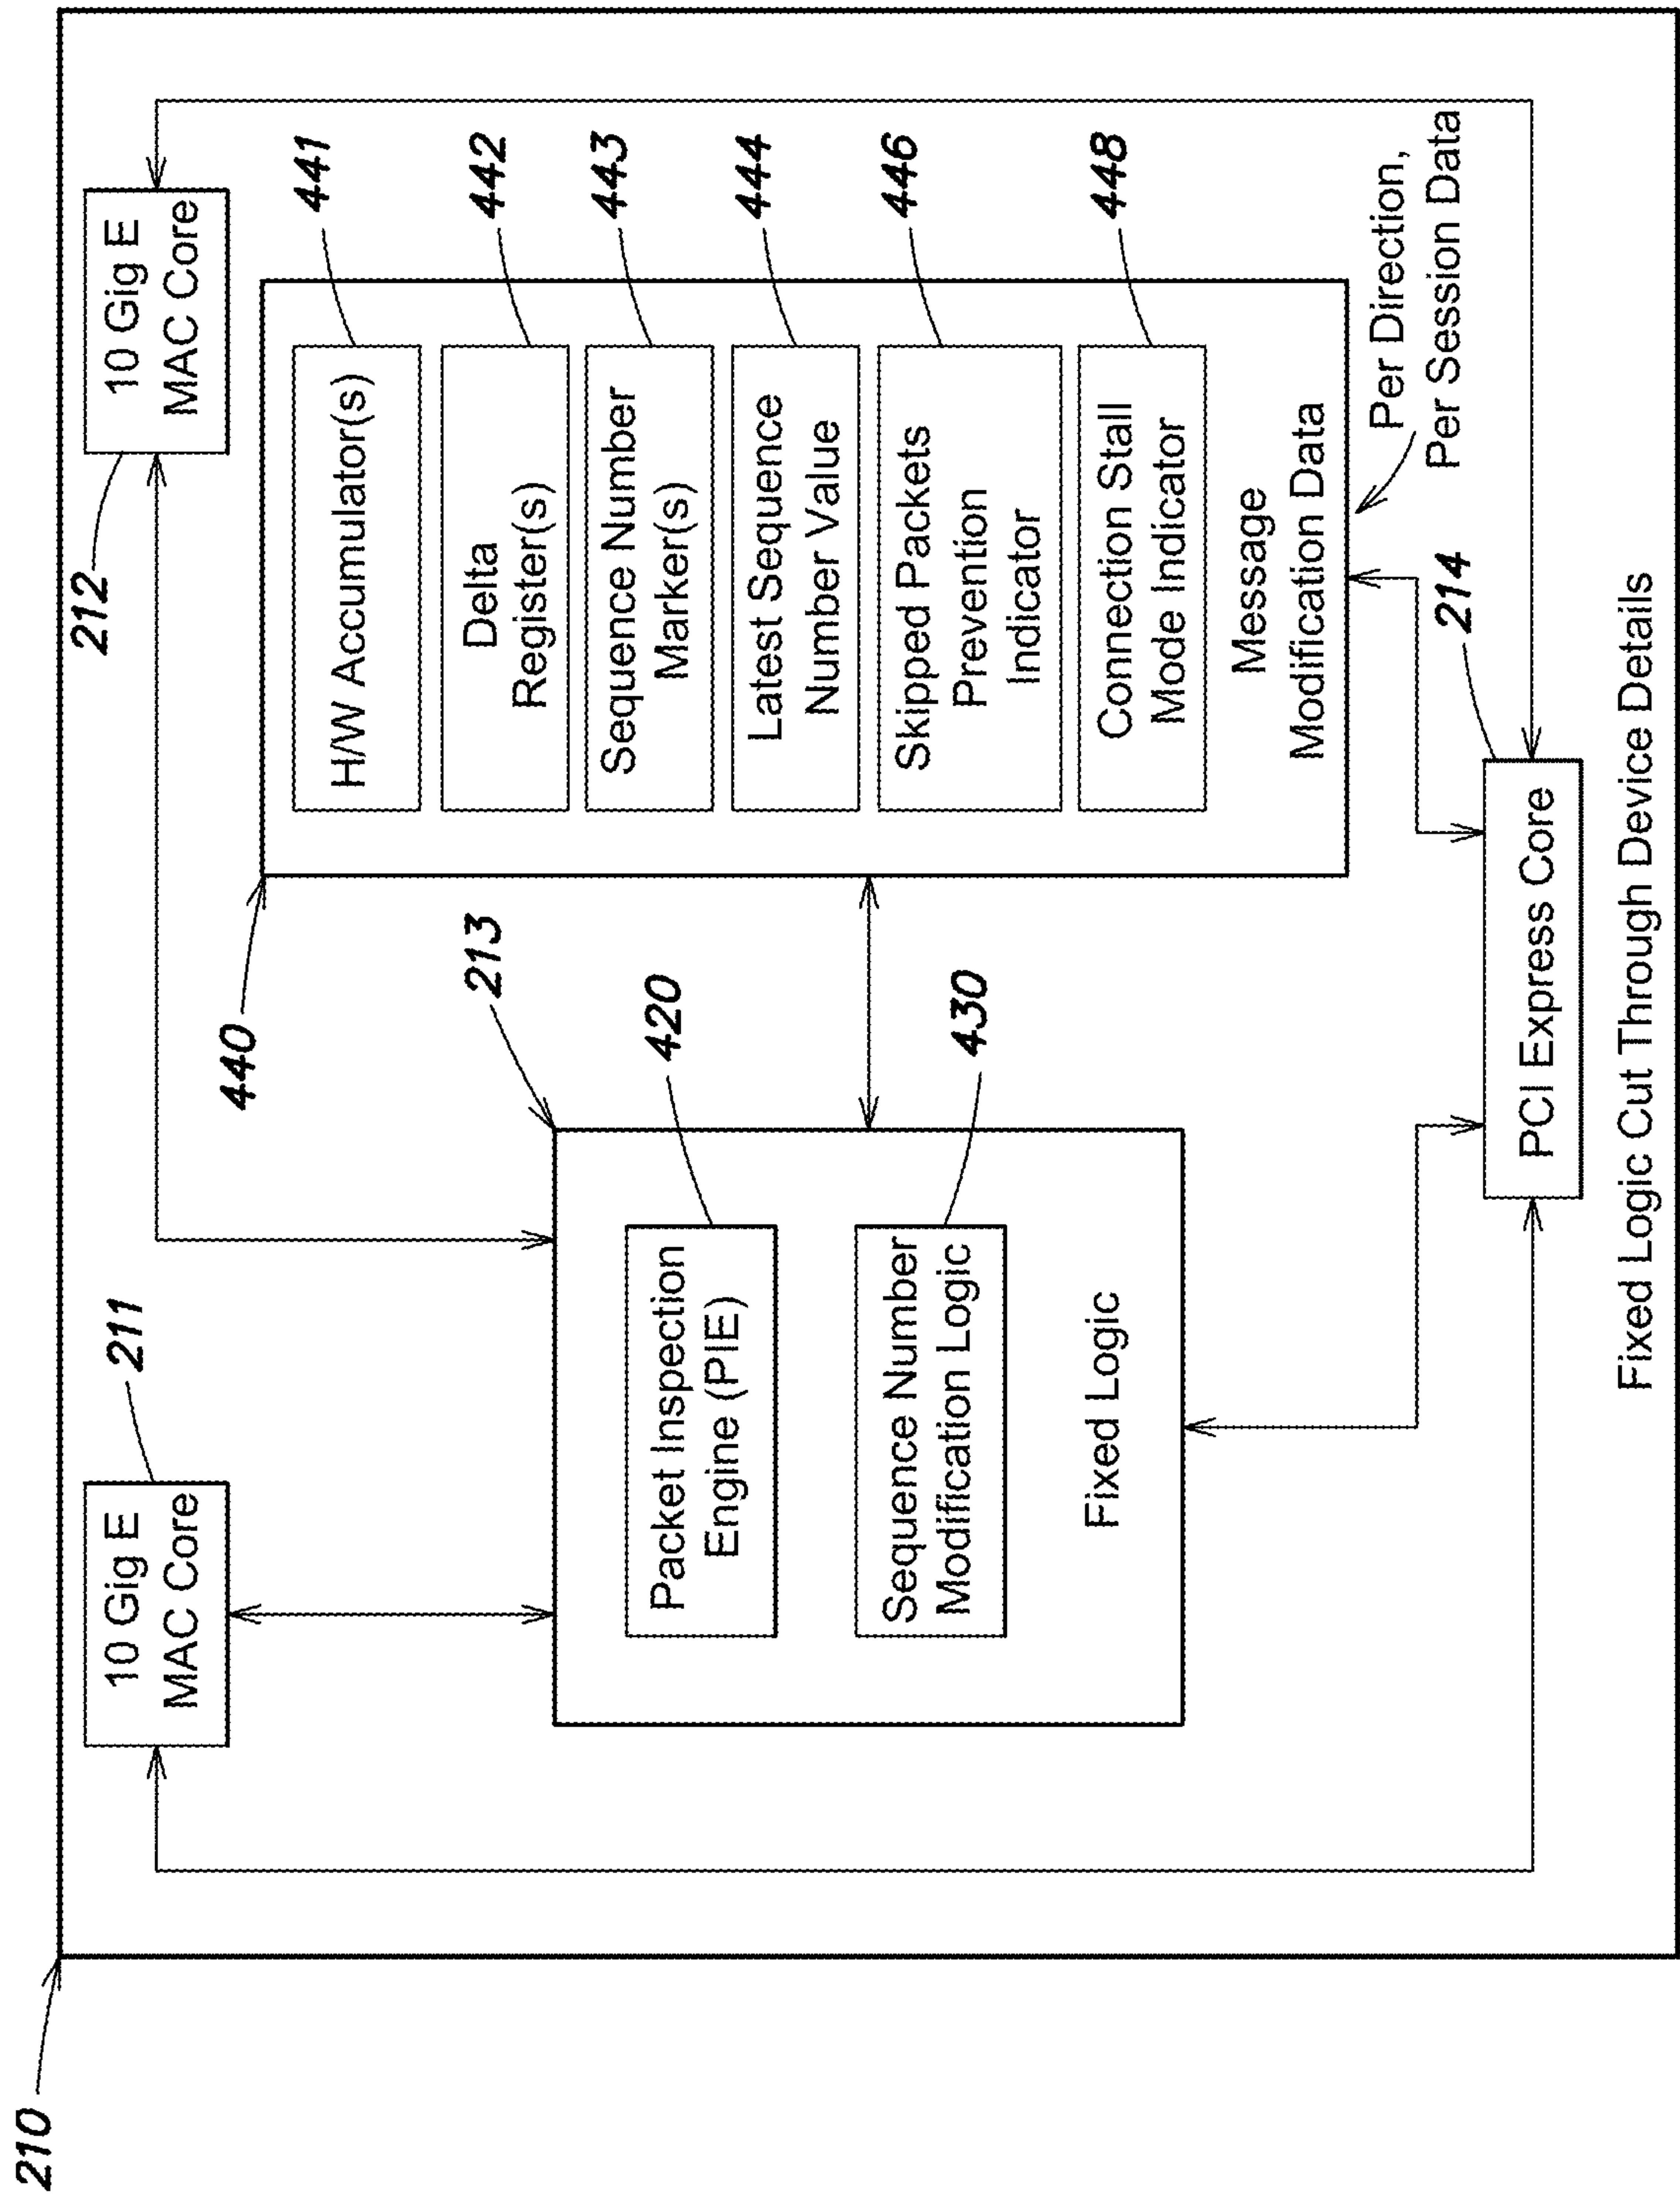 210
211
10 Gig E
MAC Core
212
10 Gig E
MAC Core
213
420
Packet Inspection
Engine (PIE)
430
Sequence Number
Modification Logic
Fixed Logic
440
441
H/W Accumulator(s)
442
Delta
Register(s)
443
Sequence Number
Marker(s)
444
Latest Sequence
Number Value
446
Skipped Packets
Prevention
Indicator
448
Connection Stall
Mode Indicator
Message
Modification Data
Per Direction,
Per Session Data
214
PCI Express Core
Fixed Logic Cut Through Device Details